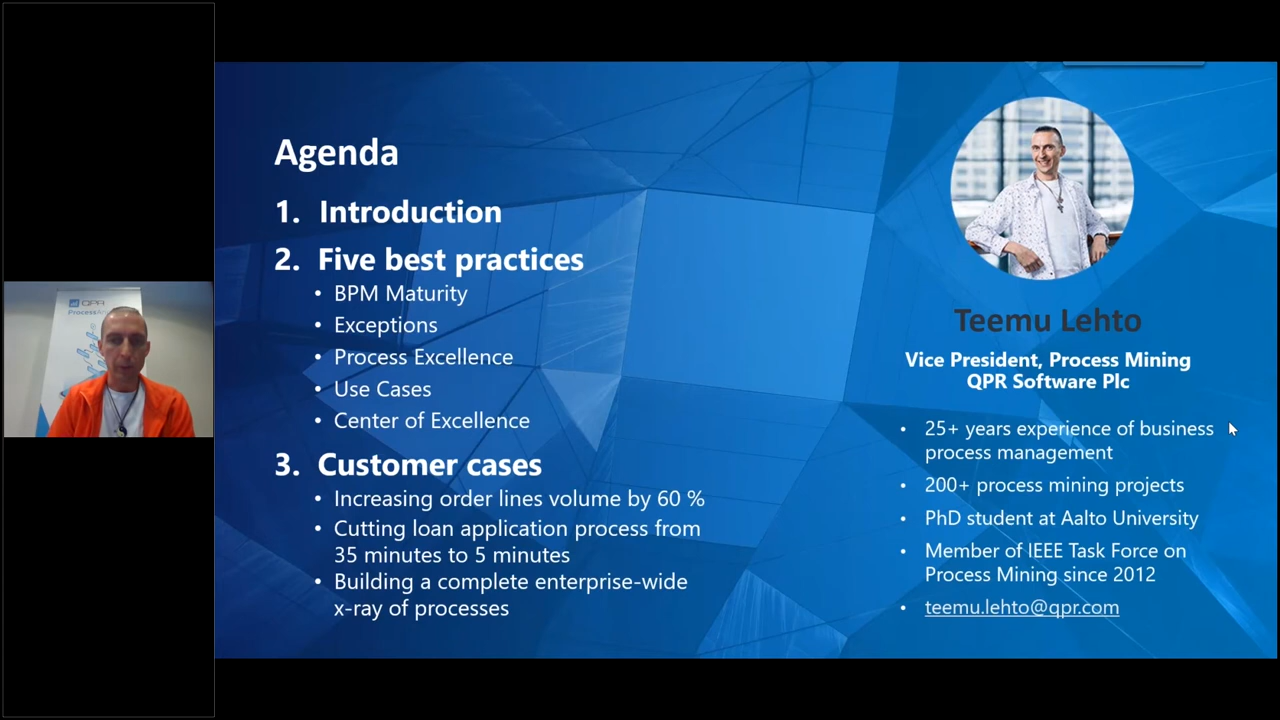 QPR
Agenda
1. Introduction
2. Five best practices
• BPM Maturity
• Exceptions
• Process Excellence
• Use Cases
• Center of Excellence
3. Customer cases
• Increasing order lines volume by 60 %
• Cutting loan application process from
35 minutes to 5 minutes
• Building a complete enterprise-wide
x-ray of processes
Teemu Lehto
Vice President, Process Mining
QPR Software Plc
• 25+ years experience of business
process management
• 200+ process mining projects
• PhD student at Aalto University
• Member of IEEE Task Force on
Process Mining since 2012
• teemu.lehto@qpr.com